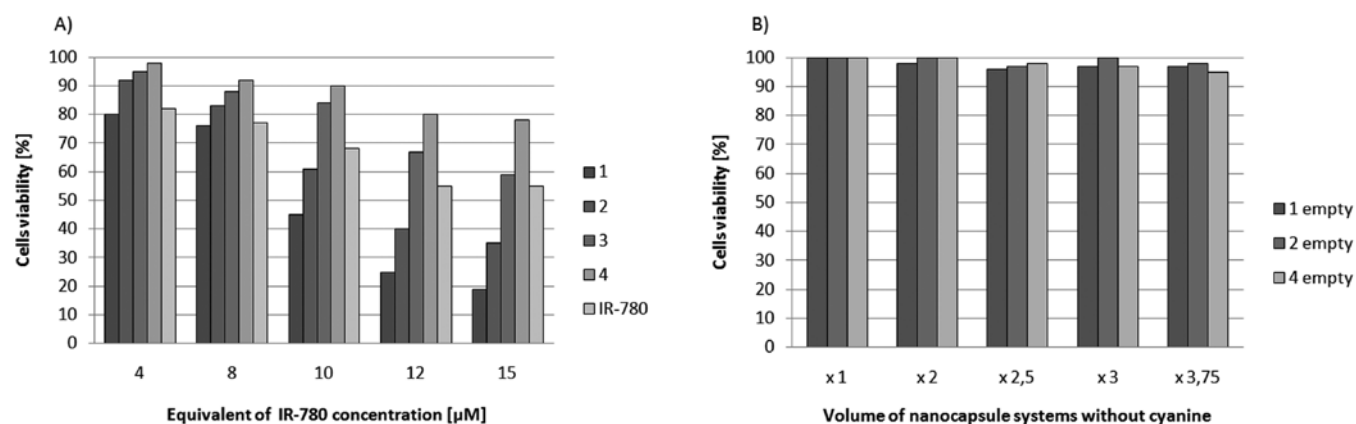 A)
Cells viability [%]
100
90
80
70
60
50
40
30
20
10
0
4 8 10 12 15
Equivalent of IR-780 concentration [µM]
1
2
3
4
IR-780
B)
Cells viability [%]
100
90
80
70
60
50
40
30
20
10
0
x 1 x 2 x 2,5 x 3 x 3,75
Volume of nanocapsule systems without cyanine
1 empty
2 empty
4 empty